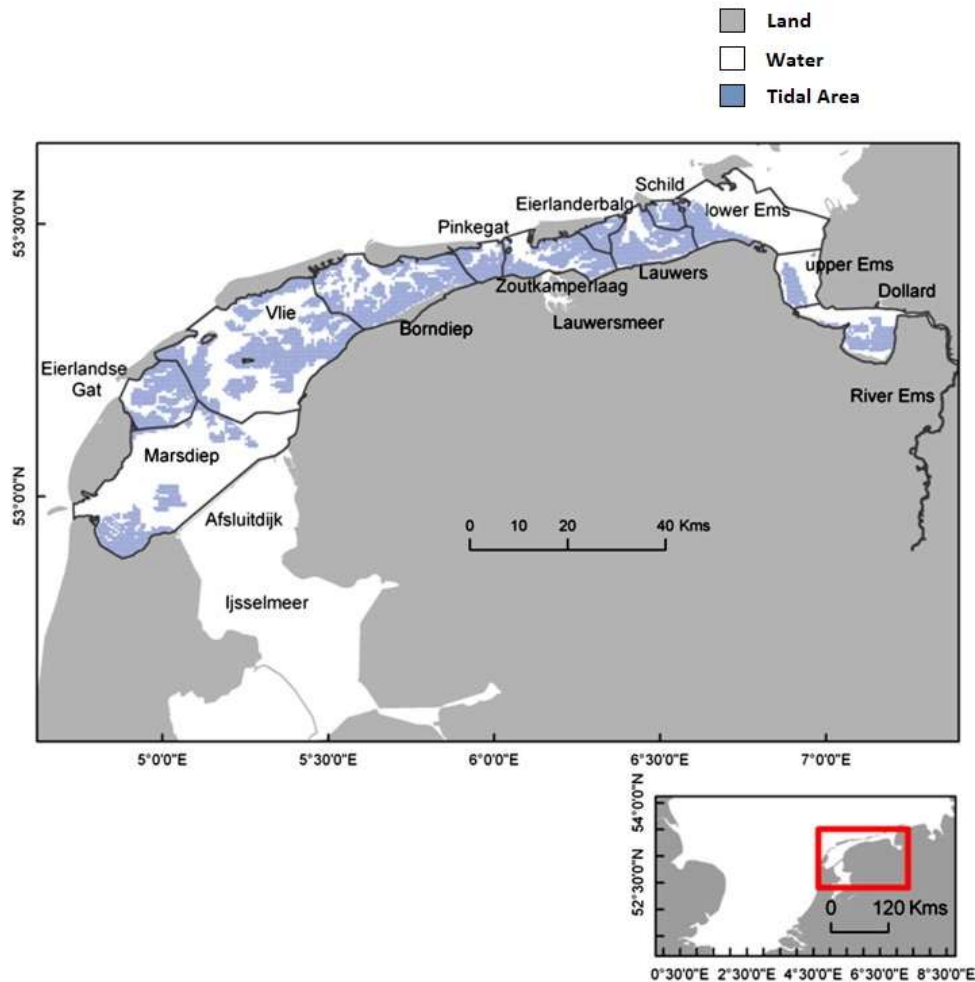 Land
Water
Tidal Area
53°30'0"N
53°0'0"N
Schild
Eierlanderbalg
lower Ems
Pinkegat
upper Ems
Zoutkamperlaag
Lauwers
Dollard
Vlie
Borndiep
Lauwersmeer
Eierlandse
Gat
River Ems
Marsdiep
Afsluitdijk
0 10 20 40 Kms
Ijsselmeer
5°0'0"E 5°30'0"E 6°0'0"E 6°30'0"E 7°0'0"E
54°0'0"N
52°30'0"N
0 120 Kms
0°30'0"E 2°30'0"E 4°30'0"E 6°30'0"E 8°30'0"E